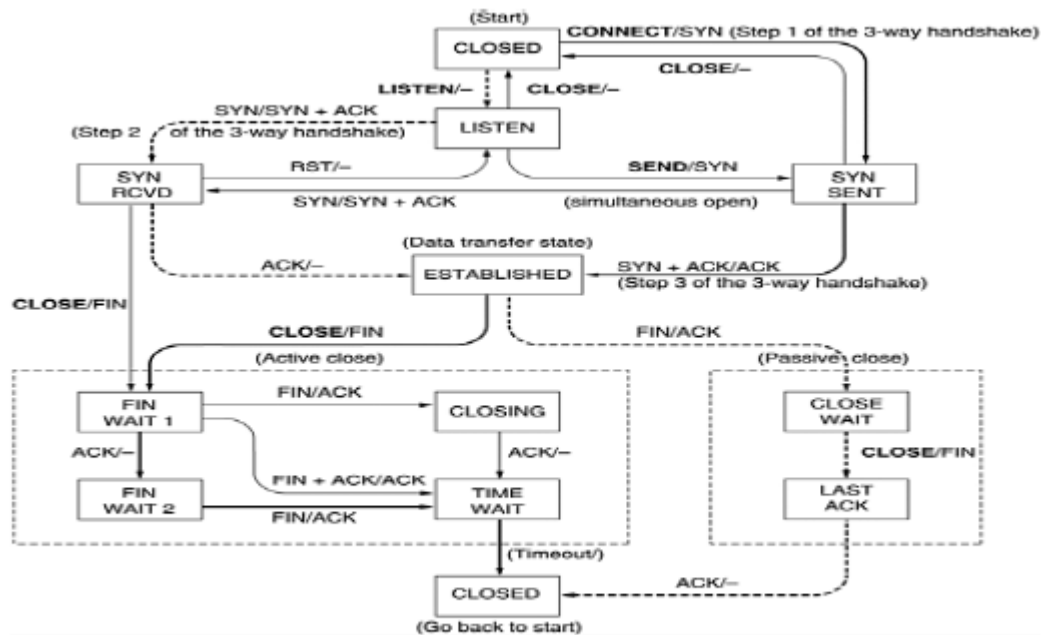 (Start)
CLOSED
CONNECT/SYN (Step 1 of the 3-way handshake)
CLOSE/–
LISTEN/–
CLOSE/–
SYN/SYN + ACK
(Step 2 of the 3-way handshake)
LISTEN
SYN
RCVD
RST/–
SEND/SYN
SYN
SENT
SYN/SYN + ACK
(simultaneous open)
(Data transfer state)
ACK/–
ESTABLISHED
SYN + ACK/ACK
(Step 3 of the 3-way handshake)
CLOSE/FIN
CLOSE/FIN
FIN/ACK
(Active close)
(Passive close)
FIN
WAIT 1
FIN/ACK
CLOSING
CLOSE
WAIT
ACK/–
ACK/–
CLOSE/FIN
FIN + ACK/ACK
FIN
WAIT 2
FIN/ACK
TIME
WAIT
LAST
ACK
(Timeout/)
CLOSED
ACK/–
(Go back to start)